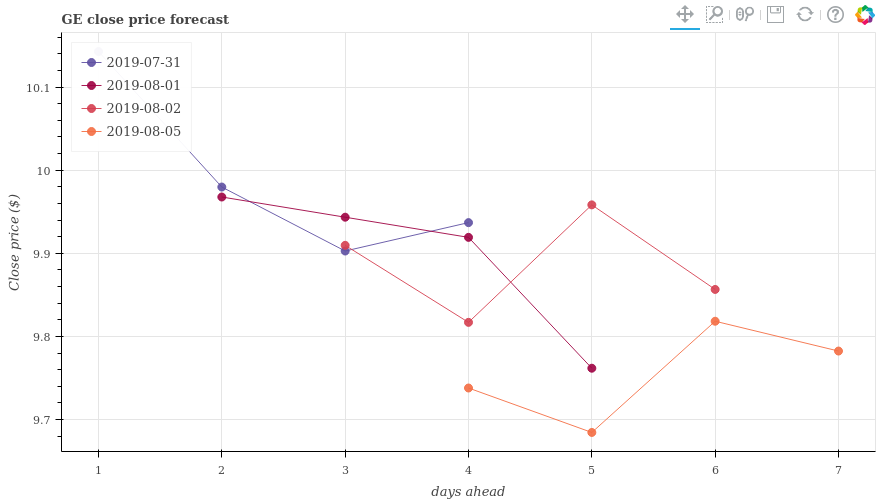 GE close price forecast
2019-07-31
2019-08-01
2019-08-02
2019-08-05
Close price ($)
10.1
10
9.9
9.8
9.7
1 2 3 4 5 6 7
days ahead